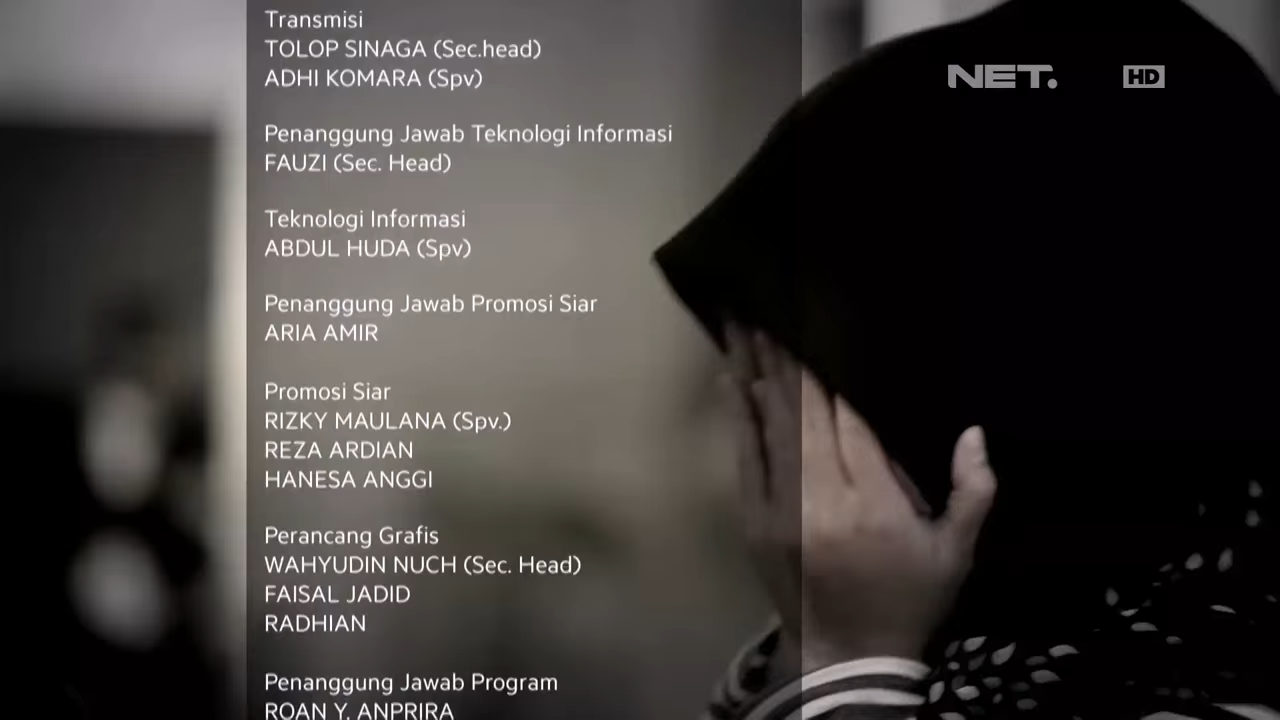 Transmisi
TOLOP SINAGA (Sec.head)
ADHI KOMARA (Spv)
NET.
HD
Penanggung Jawab Teknologi Informasi
FAUZI (Sec. Head)
Teknologi Informasi
ABDUL HUDA (Spv)
Penanggung Jawab Promosi Siar
ARIA AMIR
Promosi Siar
RIZKY MAULANA (Spv.)
REZA ARDIAN
HANESA ANGGI
Perancang Grafis
WAHYUDIN NUCH (Sec. Head)
FAISAL JADID
RADHIAN
Penanggung Jawab Program
ROAN Y. ANPRIRA